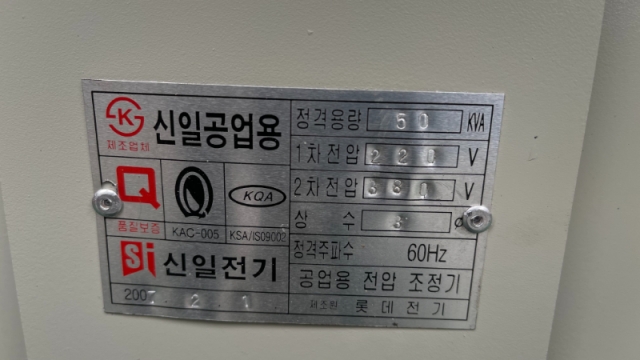 K
신일공업용
제조업체
Q
KQA
품질보증
KAC-005
KSA/ISO9002
Si 신일전기
2007. 2. 1
정격용량 50 KVA
1차전압 220 V
2차전압 380 V
상 수 3 ø
정격주파수 60Hz
공업용 전압 조정기
제조원 롯데전기